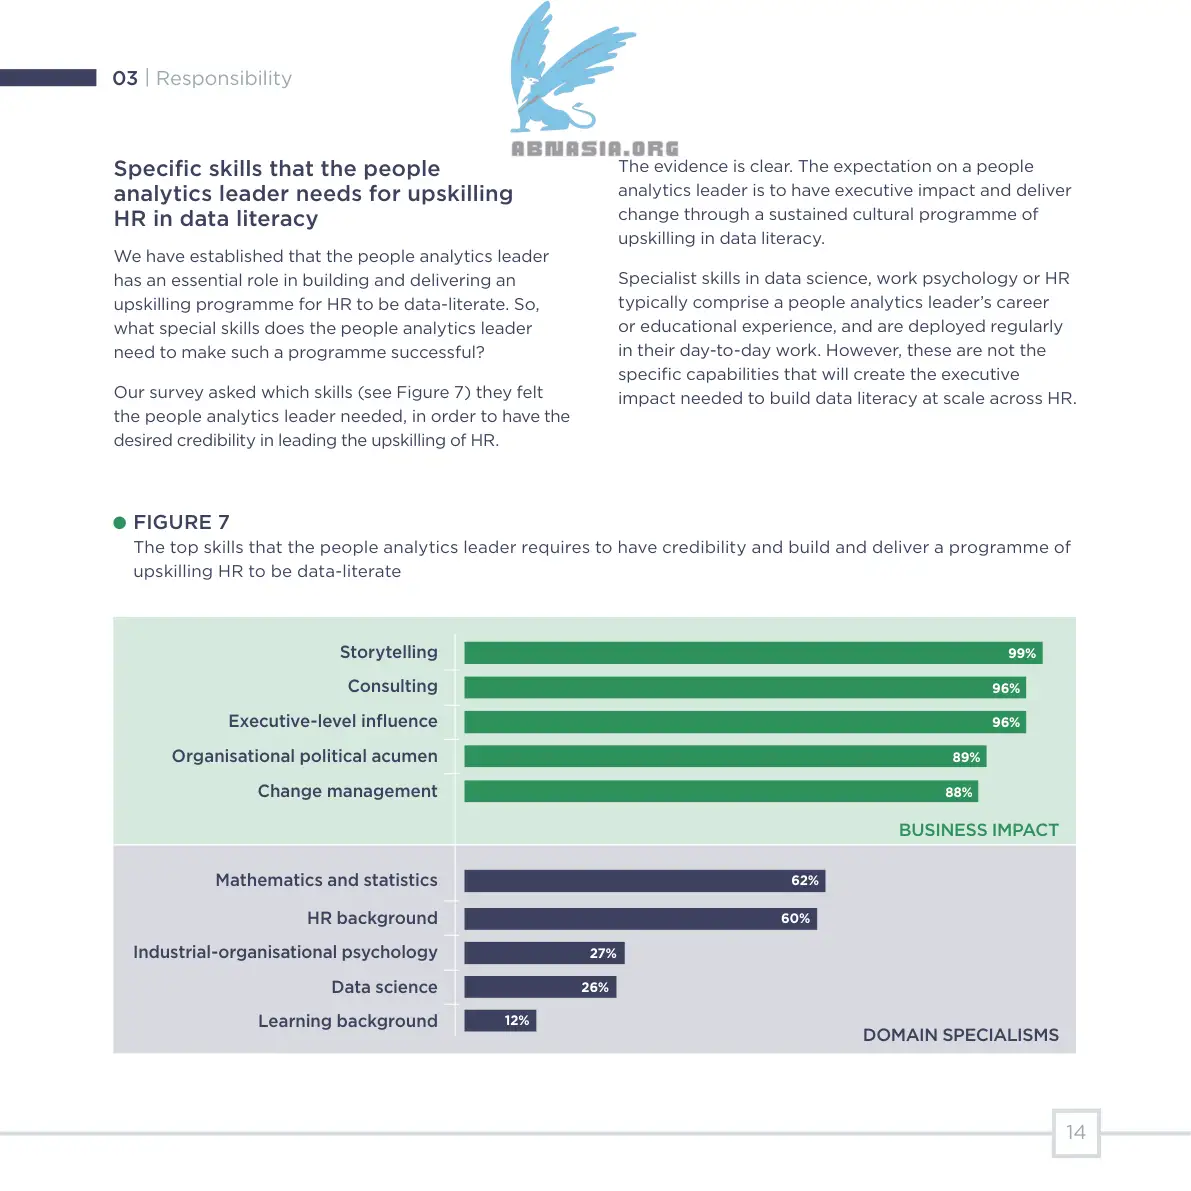 03 | Responsibility
ABNASIA.ORG
Specific skills that the people
analytics leader needs for upskilling
HR in data literacy
We have established that the people analytics leader
has an essential role in building and delivering an
upskilling programme for HR to be data-literate. So,
what special skills does the people analytics leader
need to make such a programme successful?
Our survey asked which skills (see Figure 7) they felt
the people analytics leader needed, in order to have the
desired credibility in leading the upskilling of HR.
The evidence is clear. The expectation on a people
analytics leader is to have executive impact and deliver
change through a sustained cultural programme of
upskilling in data literacy.
Specialist skills in data science, work psychology or HR
typically comprise a people analytics leader’s career
or educational experience, and are deployed regularly
in their day-to-day work. However, these are not the
specific capabilities that will create the executive
impact needed to build data literacy at scale across HR.
FIGURE 7
The top skills that the people analytics leader requires to have credibility and build and deliver a programme of
upskilling HR to be data-literate
Storytelling 99%
Consulting 96%
Executive-level influence 96%
Organisational political acumen 89%
Change management 88%
BUSINESS IMPACT
Mathematics and statistics 62%
HR background 60%
Industrial-organisational psychology 27%
Data science 26%
Learning background 12%
DOMAIN SPECIALISMS
14